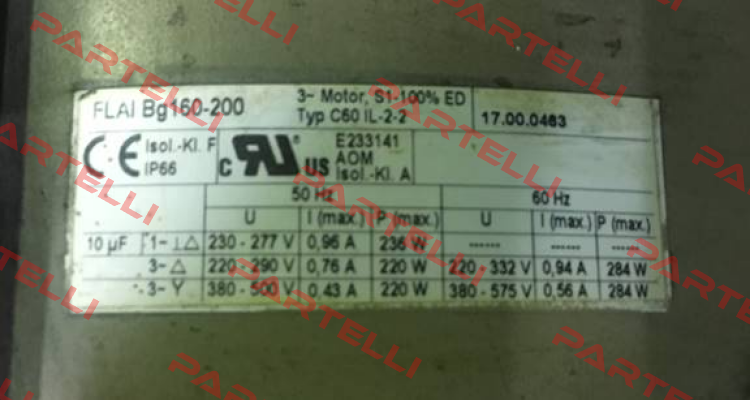 FLAI Bg160-200
3~ Motor, S1-100% ED
Typ C60 IL-2-2
17.00.0463
CE Isol.-Kl. F
IP66
C RU US
E233141
AOM
Isol.-Kl. A
50 Hz 60 Hz
U I (max.) P (max.) U I (max.) P (max.)
10 µF 1~ ⊥△ 230 - 277 V 0,96 A 236 W ------ ------ ------
3~ △ 220 - 290 V 0,76 A 220 W 220 - 332 V 0,94 A 284 W
3~ Y 380 - 500 V 0,43 A 220 W 380 - 575 V 0,56 A 284 W
PARTELLI